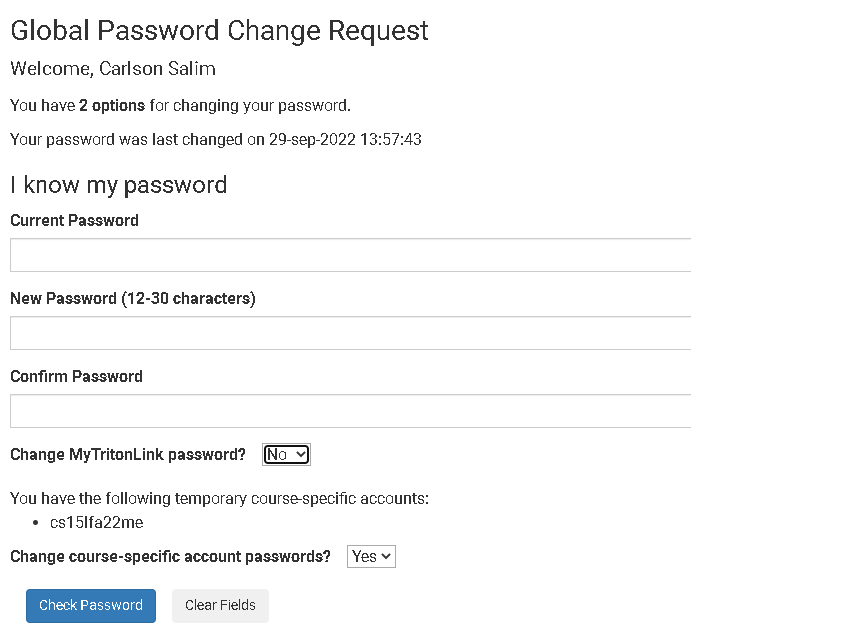 Global Password Change Request
Welcome, Carlson Salim
You have 2 options for changing your password.
Your password was last changed on 29-sep-2022 13:57:43
I know my password
Current Password
New Password (12-30 characters)
Confirm Password
Change MyTritonLink password? No
You have the following temporary course-specific accounts:
• cs15lfa22me
Change course-specific account passwords? Yes
Check Password Clear Fields